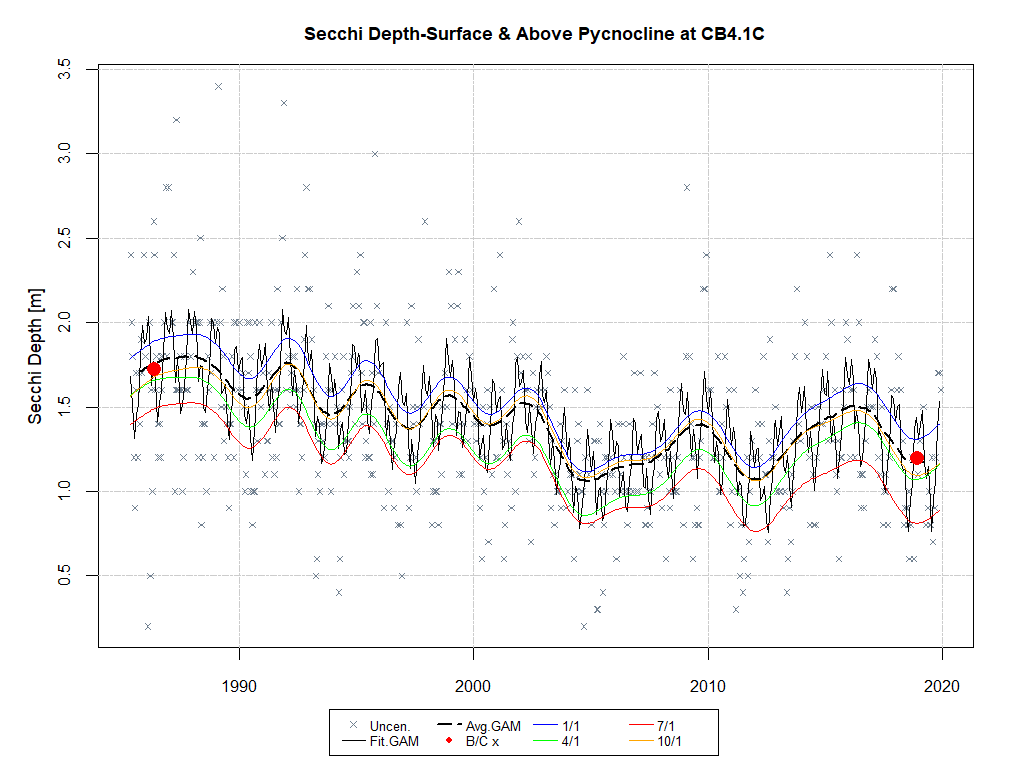 Secchi Depth-Surface & Above Pycnocline at CB4.1C
Secchi Depth [m]
3.5
3.0
2.5
2.0
1.5
1.0
0.5
1990 2000 2010 2020
Uncen. Avg.GAM 1/1 7/1
Fit.GAM B/C x 4/1 10/1